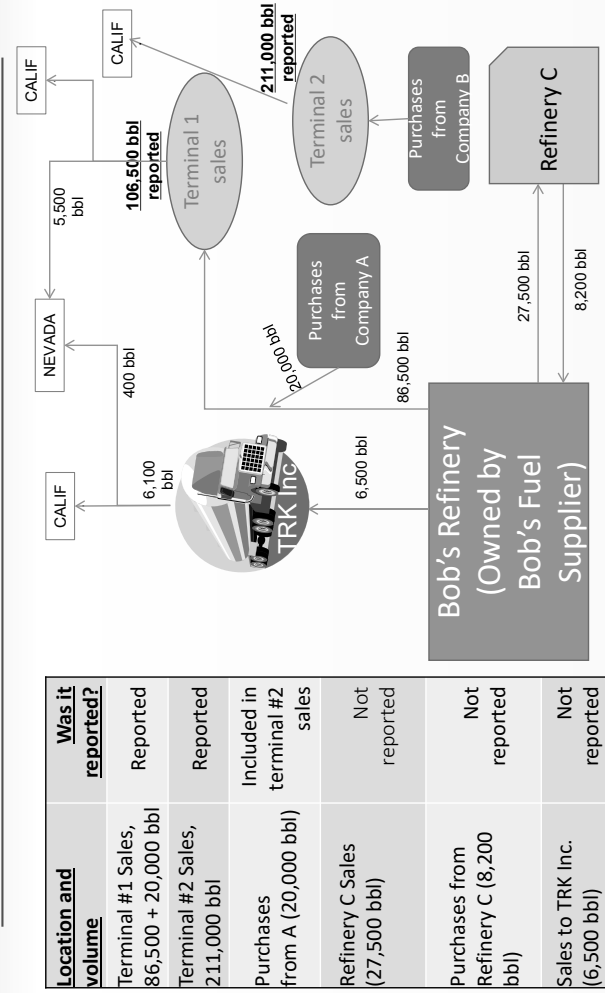 Location and
volume
Was it
reported?
Terminal #1 Sales,
86,500 + 20,000 bbl
Reported
Terminal #2 Sales,
211,000 bbl
Reported
Purchases
from A (20,000 bbl)
Included in
terminal #2
sales
Refinery C Sales
(27,500 bbl)
Not
reported
Purchases from
Refinery C (8,200
bbl)
Not
reported
Sales to TRK Inc.
(6,500 bbl)
Not
reported
CALIF
6,100
bbl
NEVADA
400 bbl
5,500
bbl
CALIF
CALIF
106,500 bbl
reported
211,000 bbl
reported
TRK Inc
Terminal 1
sales
Terminal 2
sales
20,000 bbl
Purchases
from
Company A
Purchases
from
Company B
6,500 bbl
86,500 bbl
Bob's Refinery
(Owned by
Bob's Fuel
Supplier)
27,500 bbl
8,200 bbl
Refinery C